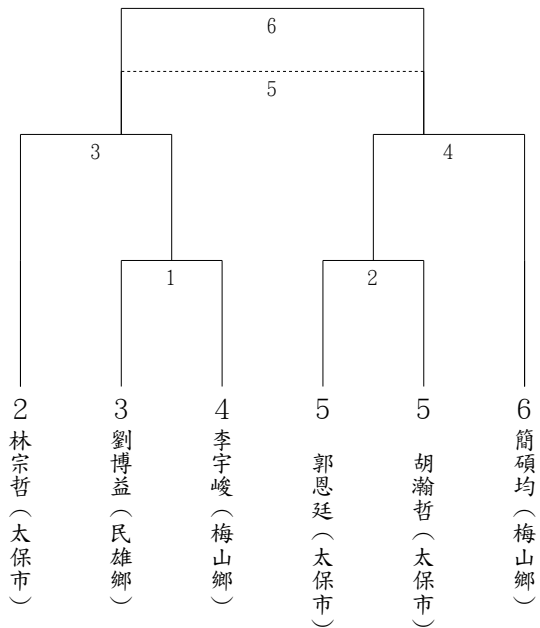 6
5
3
4
1
2
2 林宗哲（太保市）
3 劉博益（民雄鄉）
4 李宇峻（梅山鄉）
5 郭恩廷（太保市）
5 胡瀚哲（太保市）
6 簡碩均（梅山鄉）